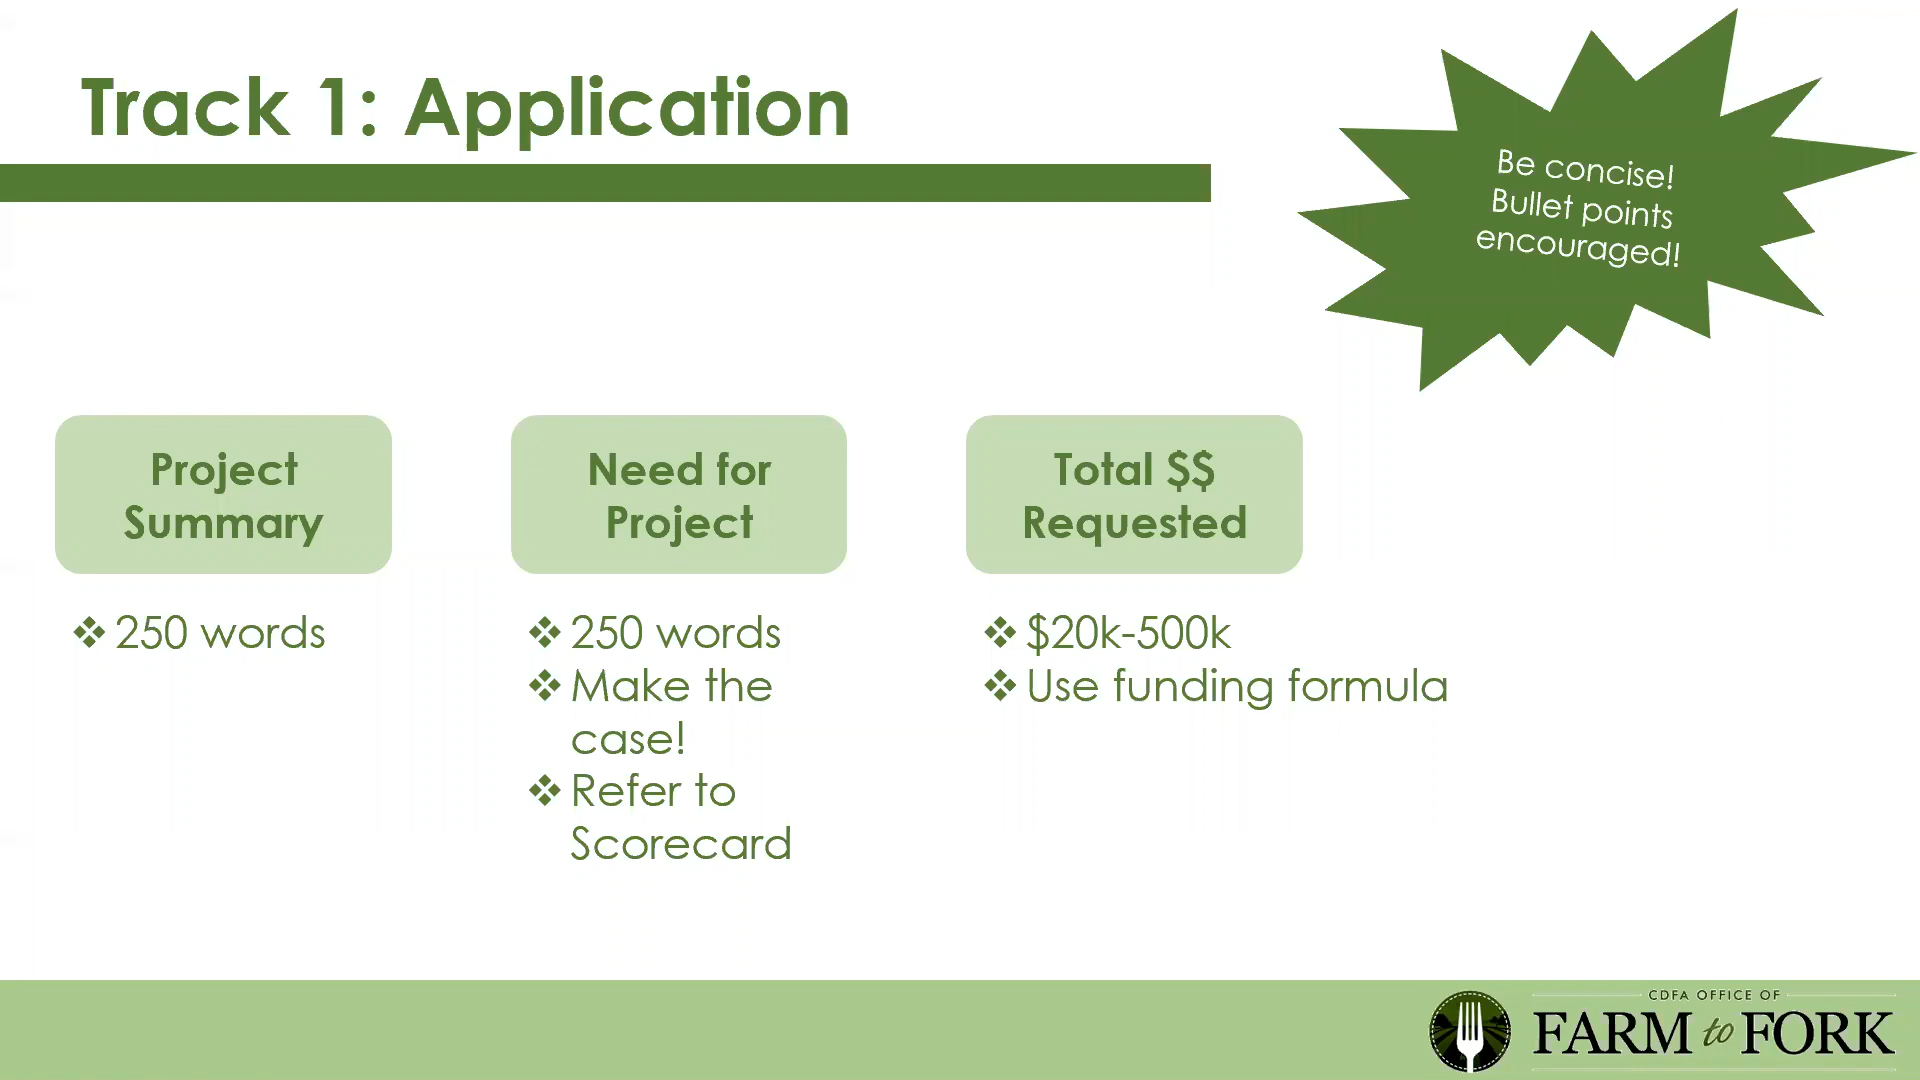 Track 1: Application
Be concise!
Bullet points
encouraged!
Project
Summary
❖ 250 words
Need for
Project
❖ 250 words
❖ Make the
case!
❖ Refer to
Scorecard
Total $$
Requested
❖ $20k-500k
❖ Use funding formula
CDFA OFFICE OF
FARM to FORK